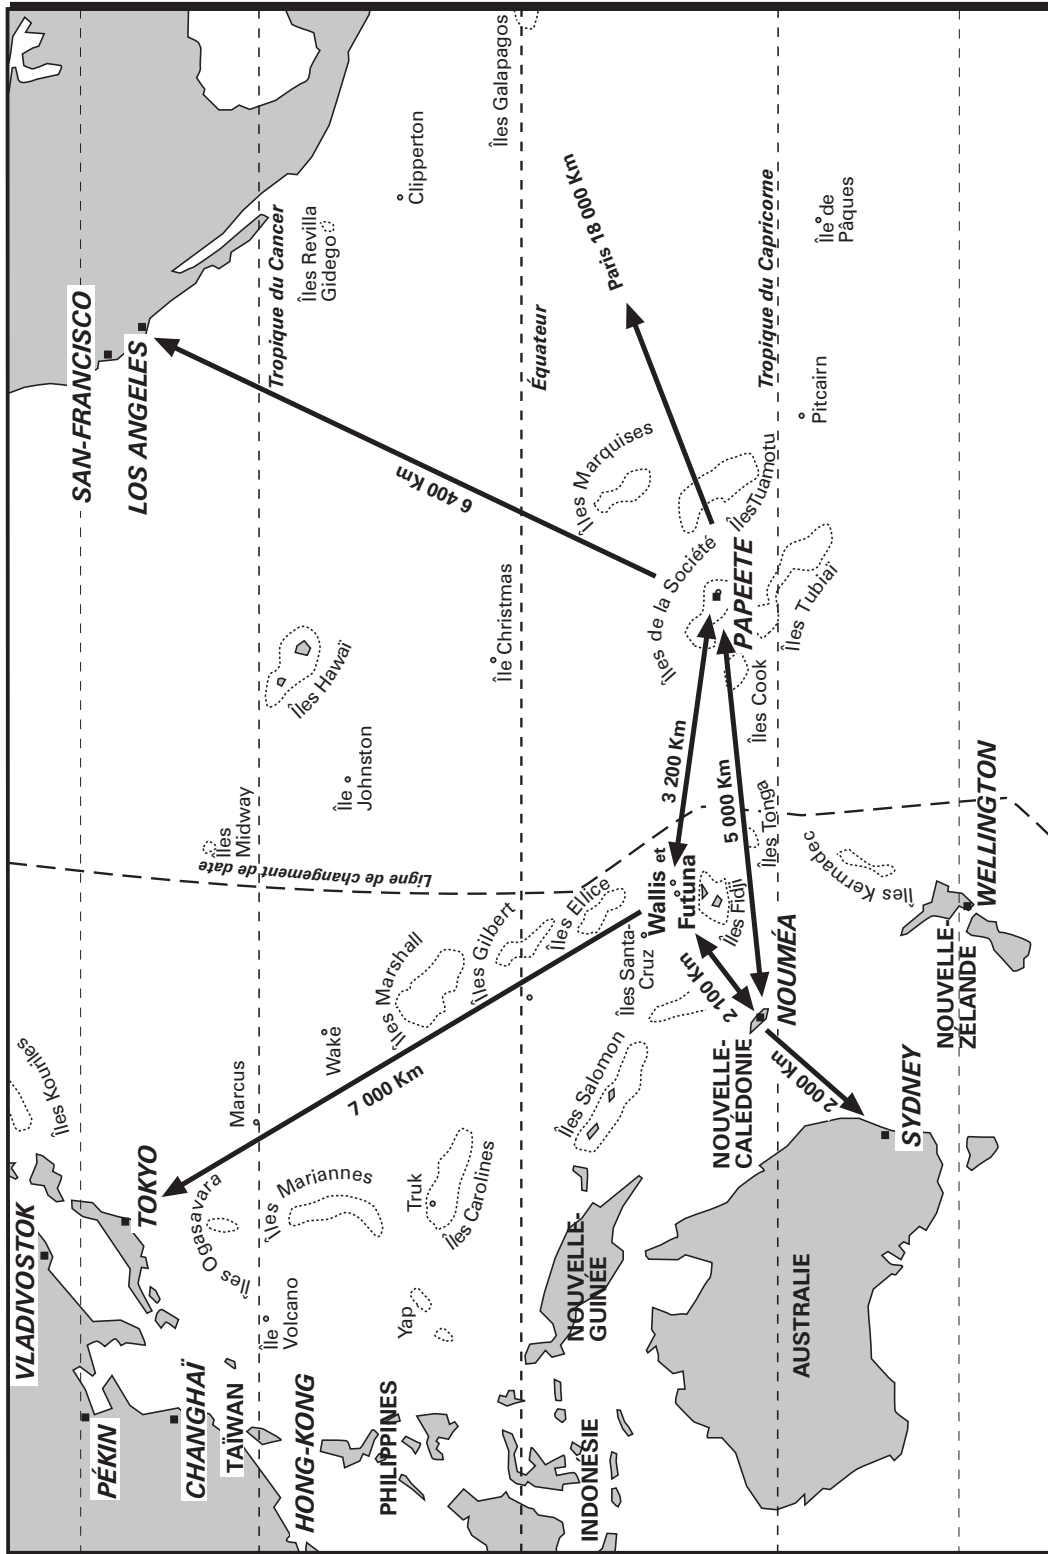 VLADIVOSTOK
PÉKIN
CHANGHAÏ
TAÏWAN
HONG-KONG
PHILIPPINES
INDONÉSIE
TOKYO
Îles Kouriles
Îles Ogasavara
Île
Volcano
Marcus
Îles Mariannes
Yap
Truk
Îles Carolines
Wake
Îles Marshall
7 000 Km
Îles Gilbert
Îles Ellice
NOUVELLE-
GUINÉE
Îles Salomon
Îles Santa-
Cruz
AUSTRALIE
SYDNEY
2 000 Km
NOUVELLE-
CALÉDONIE
NOUMÉA
2 100 Km
Wallis et
Futuna
Îles Fidji
Îles Tonga
Îles Kermadec
NOUVELLE-
ZÉLANDE
WELLINGTON
Ligne de changement de date
Îles
Midway
Île
Johnston
Îles Hawaï
Île Christmas
3 200 Km
5 000 Km
Îles Cook
Îles de la Société
PAPEETE
Îles Tubiai
Îles Tuamotu
Îles Marquises
6 400 Km
SAN-FRANCISCO
LOS ANGELES
Tropique du Cancer
Îles Revilla
Gidego
Clipperton
Équateur
Îles Galapagos
Paris 18 000 Km
Tropique du Capricorne
Pitcairn
Île de
Pâques